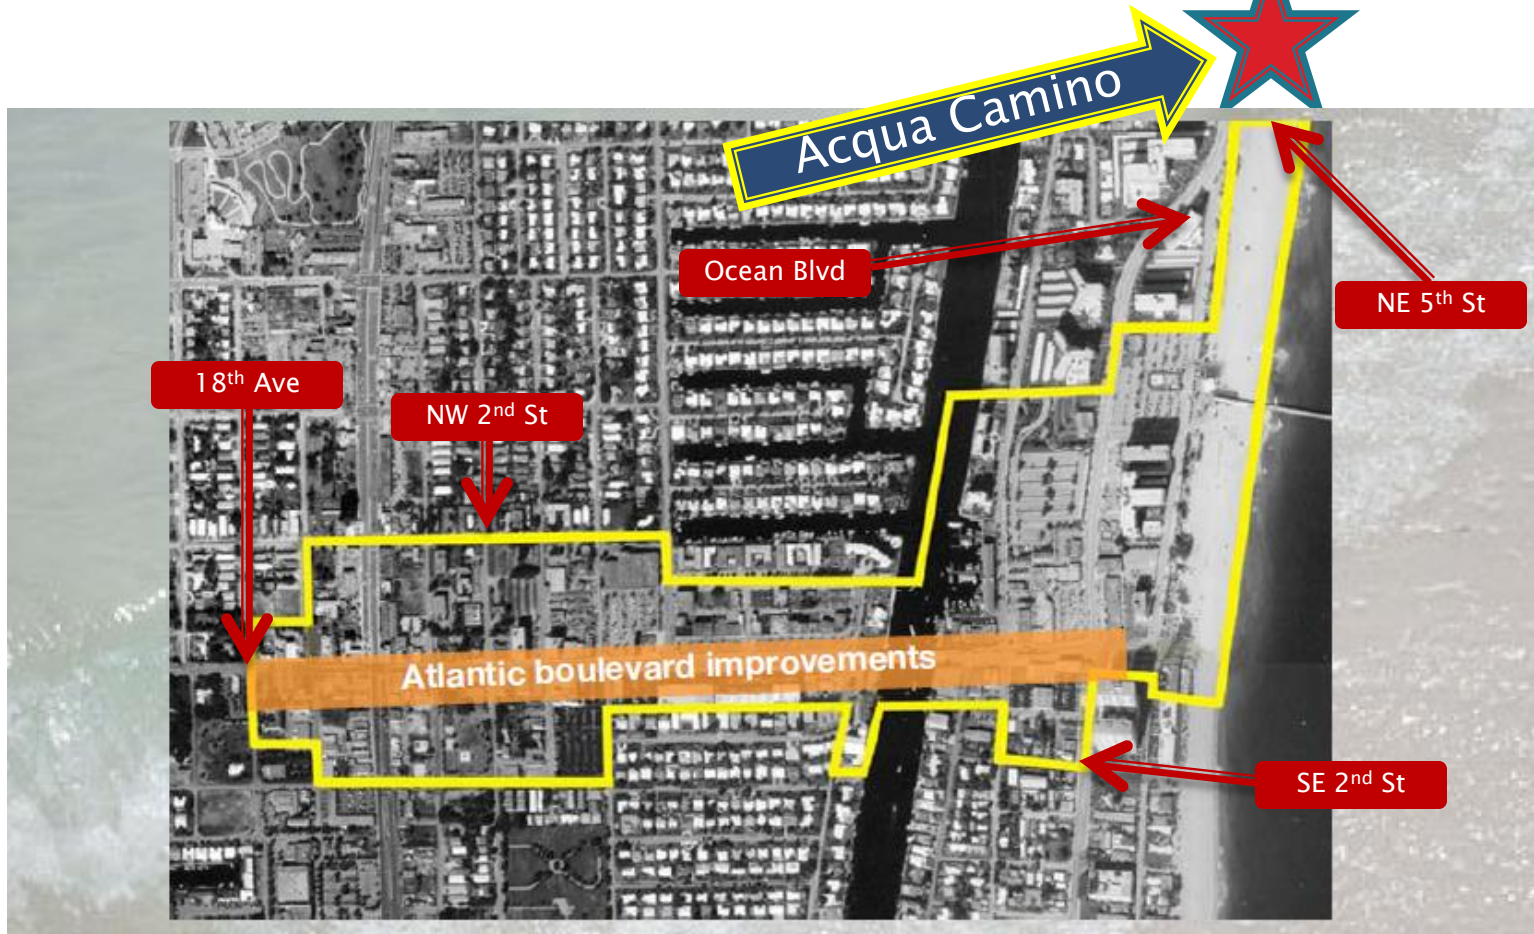 Acqua Camino
Ocean Blvd
NE 5th St
18th Ave
NW 2nd St
Atlantic boulevard improvements
SE 2nd St